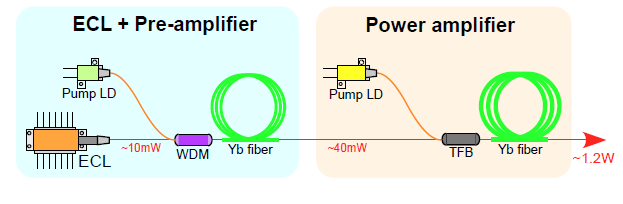 ECL + Pre-amplifier
Power amplifier
Pump LD
Pump LD
ECL
~10mW
WDM
Yb fiber
~40mW
TFB
Yb fiber
~1.2W